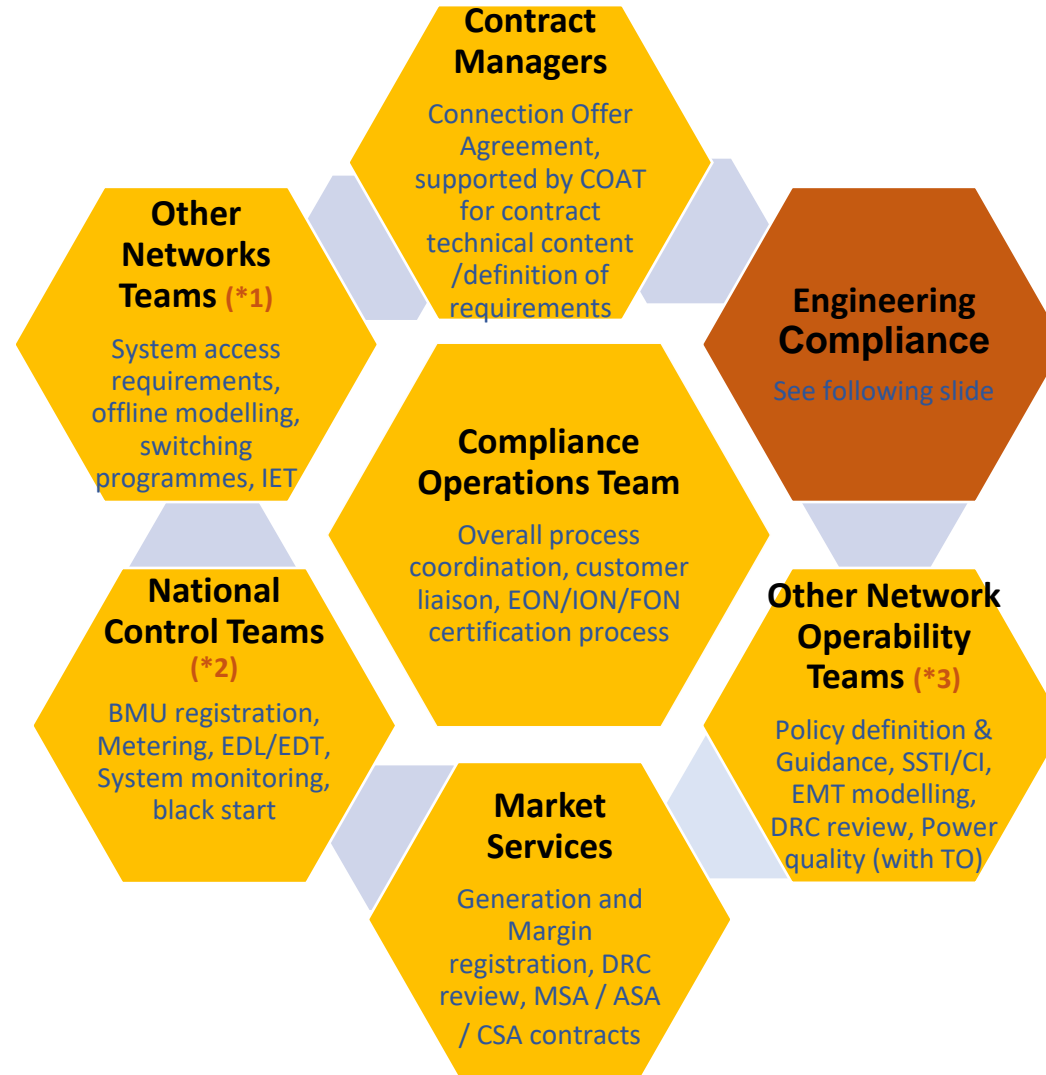 Contract
Managers
Connection Offer
Agreement,
supported by COAT
for contract
technical content
/definition of
requirements
Other
Networks
Teams (*1)
System access
requirements,
offline modelling,
switching
programmes, IET
Engineering
Compliance
See following slide
Compliance
Operations Team
Overall process
coordination, customer
liaison, EON/ION/FON
certification process
National
Control Teams
(*2)
BMU registration,
Metering, EDL/EDT,
System monitoring,
black start
Other Network
Operability
Teams (*3)
Policy definition &
Guidance, SSTI/CI,
EMT modelling,
DRC review, Power
quality (with TO)
Market
Services
Generation and
Margin
registration, DRC
review, MSA / ASA
/ CSA contracts